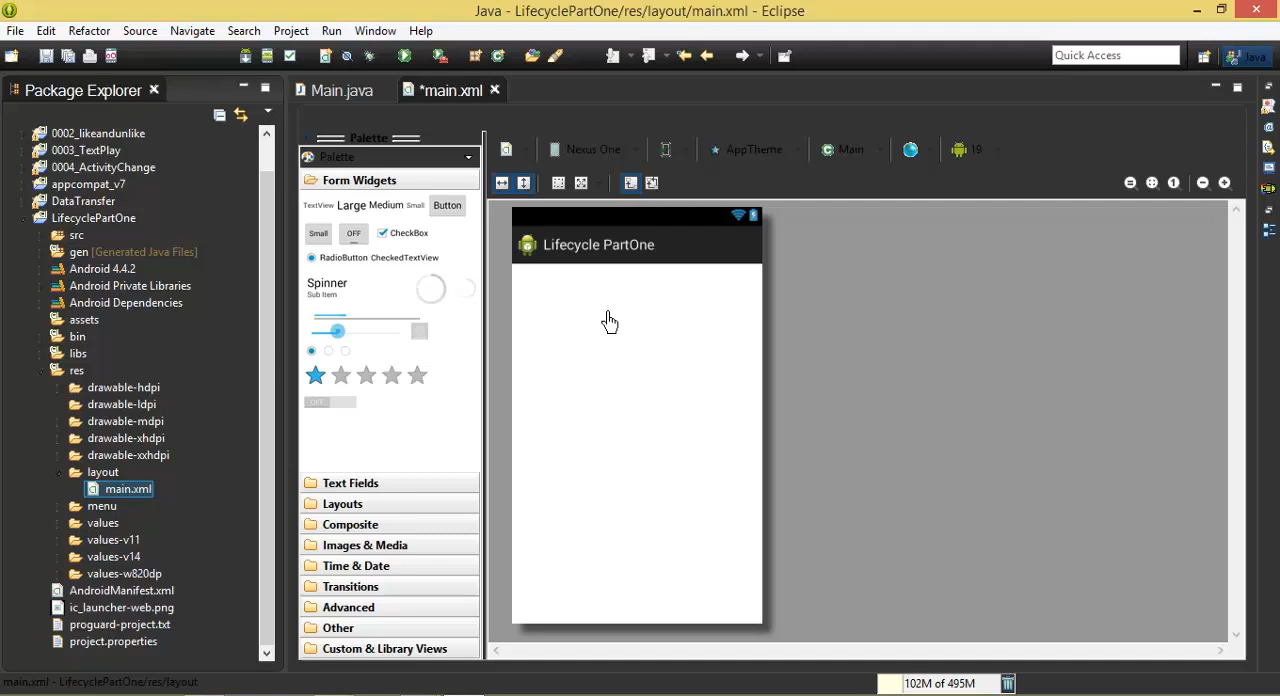 Java - LifecyclePartOne/res/layout/main.xml - Eclipse
File Edit Refactor Source Navigate Search Project Run Window Help
Quick Access
Java
Package Explorer
Main.java
*main.xml
0002_likeandunlike
0003_TextPlay
0004_ActivityChange
appcompat_v7
DataTransfer
LifecyclePartOne
src
gen [Generated Java Files]
Android 4.4.2
Android Private Libraries
Android Dependencies
assets
bin
libs
res
drawable-hdpi
drawable-ldpi
drawable-mdpi
drawable-xhdpi
drawable-xxhdpi
layout
main.xml
menu
values
values-v11
values-v14
values-w820dp
AndroidManifest.xml
ic_launcher-web.png
proguard-project.txt
project.properties
Palette
Palette
Form Widgets
TextView Large Medium Small Button
Small OFF CheckBox
RadioButton CheckedTextView
Spinner
Sub Item
OFF
Text Fields
Layouts
Composite
Images & Media
Time & Date
Transitions
Advanced
Other
Custom & Library Views
Nexus One AppTheme Main 19
Lifecycle PartOne
main.xml - LifecyclePartOne/res/layout
102M of 495M